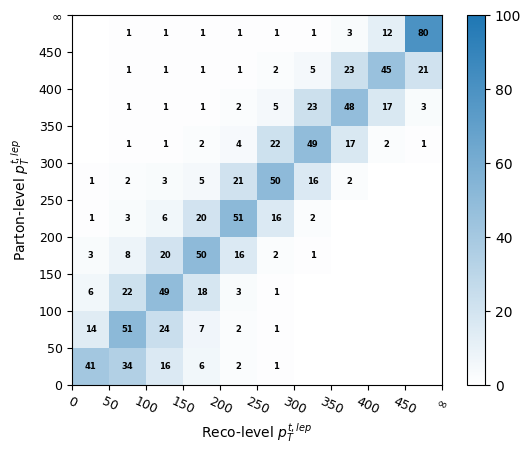 ∞
1 1 1 1 1 1 3 12 80
450
1 1 1 1 2 5 23 45 21
400
1 1 1 2 5 23 48 17 3
350
1 1 2 4 22 49 17 2 1
300
1 2 3 5 21 50 16 2
250
1 3 6 20 51 16 2
200
3 8 20 50 16 2 1
150
6 22 49 18 3 1
100
14 51 24 7 2 1
50
41 34 16 6 2 1
0
0 50 100 150 200 250 300 350 400 450 ∞
Reco-level $p_T^{t,lep}$
Parton-level $p_T^{t,lep}$
100
80
60
40
20
0